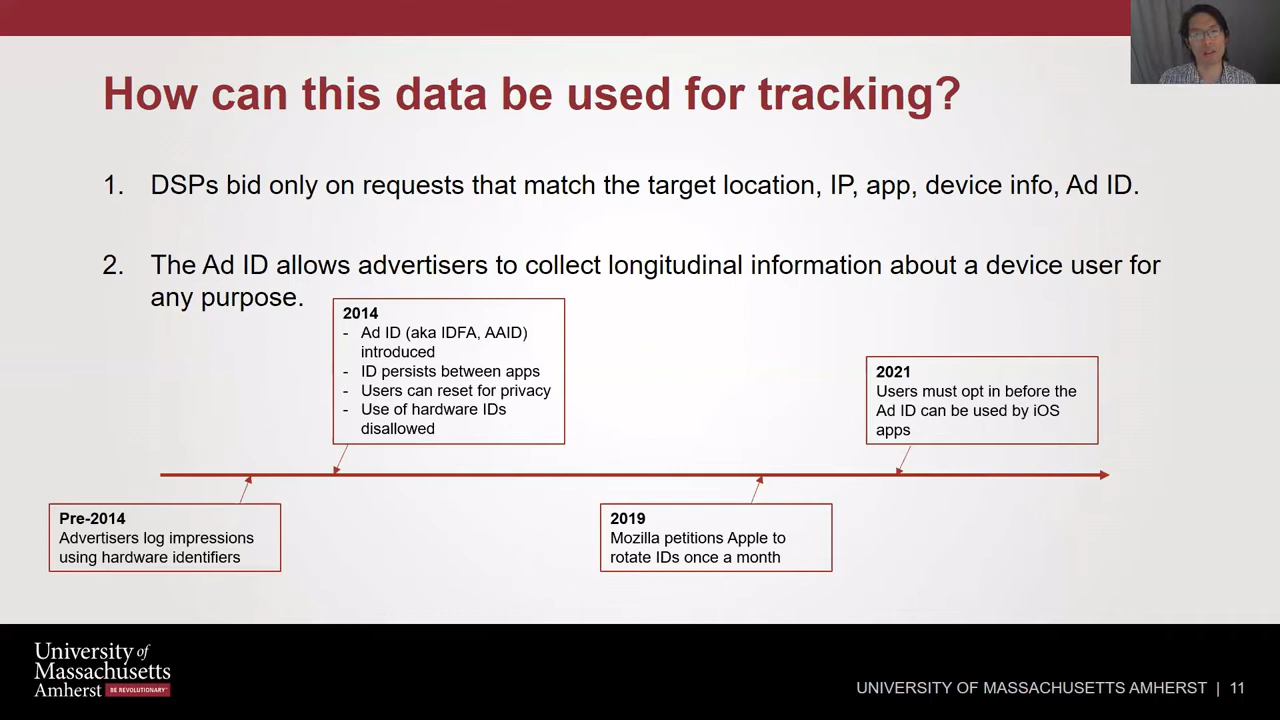 How can this data be used for tracking?
1. DSPs bid only on requests that match the target location, IP, app, device info, Ad ID.
2. The Ad ID allows advertisers to collect longitudinal information about a device user for
any purpose.
2014
- Ad ID (aka IDFA, AAID)
introduced
- ID persists between apps
- Users can reset for privacy
- Use of hardware IDs
disallowed
2021
Users must opt in before the
Ad ID can be used by iOS
apps
Pre-2014
Advertisers log impressions
using hardware identifiers
2019
Mozilla petitions Apple to
rotate IDs once a month
University of
Massachusetts
Amherst BE REVOLUTIONARY™
UNIVERSITY OF MASSACHUSETTS AMHERST | 11